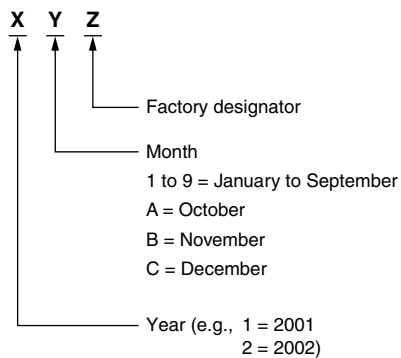 X Y Z
Factory designator
Month
1 to 9 = January to September
A = October
B = November
C = December
Year (e.g., 1 = 2001
2 = 2002)